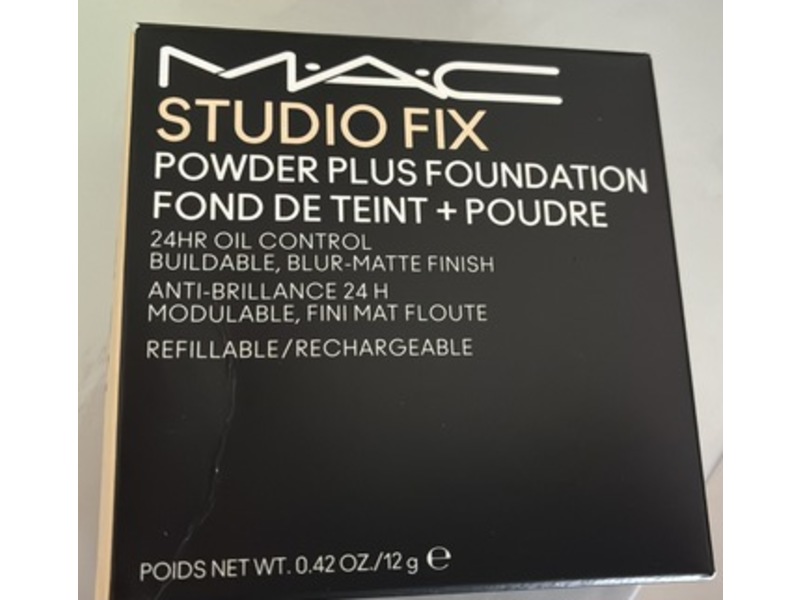 M·A·C
STUDIO FIX
POWDER PLUS FOUNDATION
FOND DE TEINT + POUDRE
24HR OIL CONTROL
BUILDABLE, BLUR-MATTE FINISH
ANTI-BRILLANCE 24 H
MODULABLE, FINI MAT FLOUTE
REFILLABLE/RECHARGEABLE
POIDS NET WT. 0.42 OZ./12 g ℮